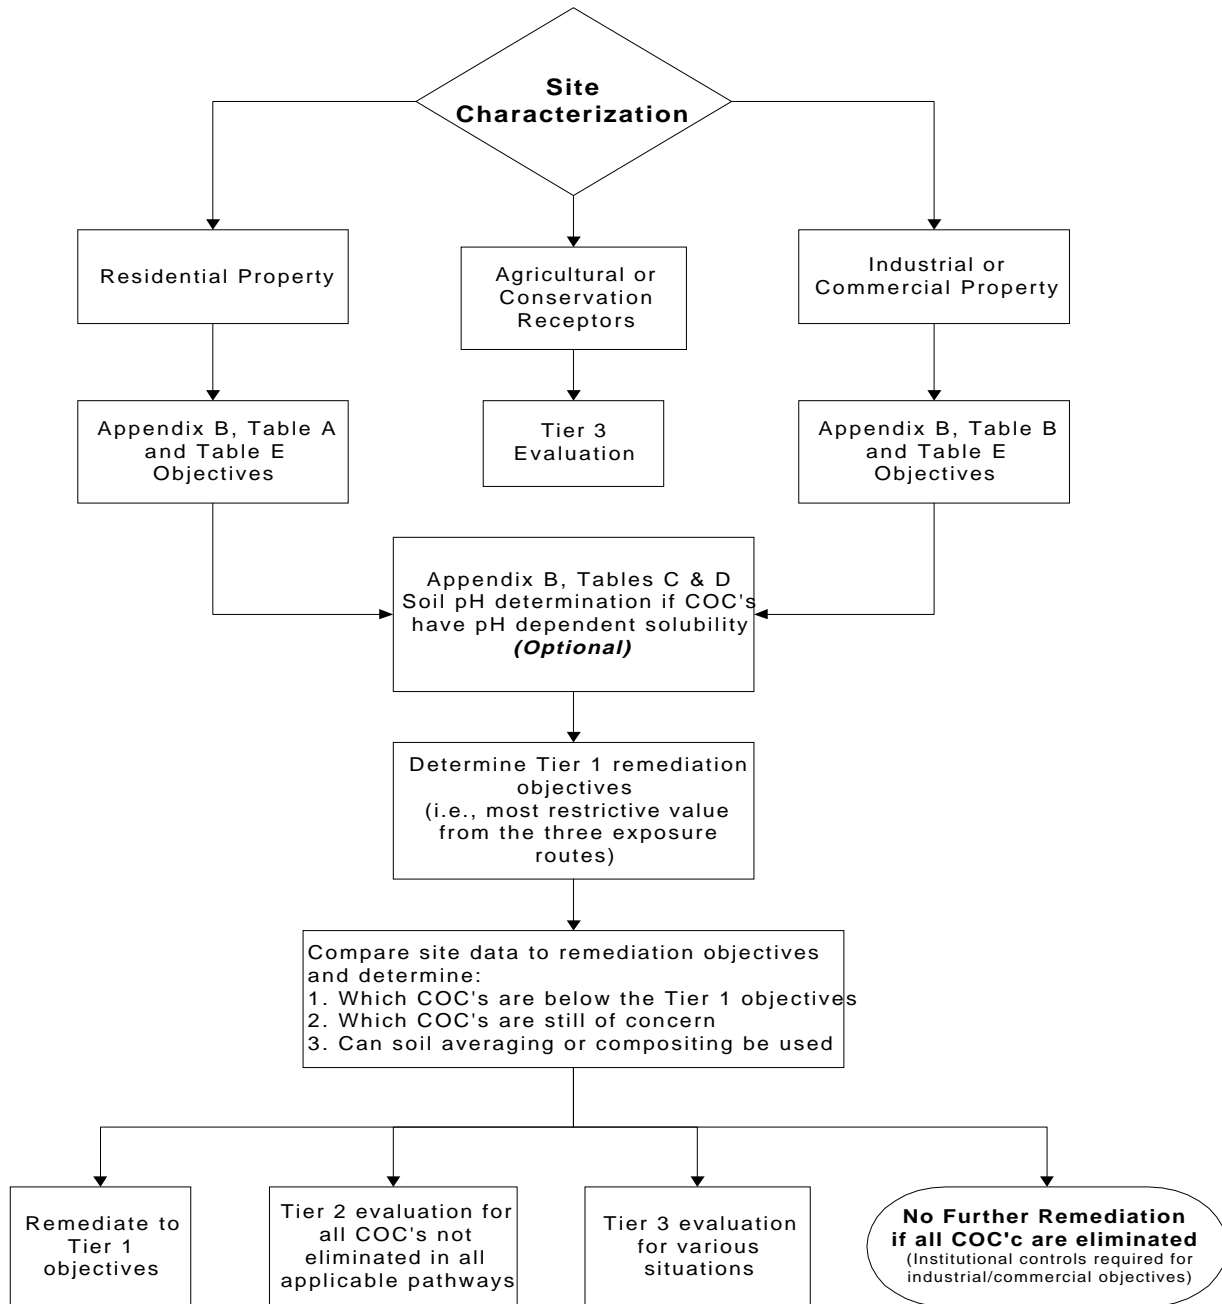 Site
Characterization
Residential Property
Agricultural or
Conservation
Receptors
Industrial or
Commercial Property
Appendix B, Table A
and Table E
Objectives
Tier 3
Evaluation
Appendix B, Table B
and Table E
Objectives
Appendix B, Tables C & D
Soil pH determination if COC's
have pH dependent solubility
(Optional)
Determine Tier 1 remediation
objectives
(i.e., most restrictive value
from the three exposure
routes)
Compare site data to remediation objectives
and determine:
1. Which COC's are below the Tier 1 objectives
2. Which COC's are still of concern
3. Can soil averaging or compositing be used
Remediate to
Tier 1
objectives
Tier 2 evaluation for
all COC's not
eliminated in all
applicable pathways
Tier 3 evaluation
for various
situations
No Further Remediation
if all COC'c are eliminated
(Institutional controls required for
industrial/commercial objectives)